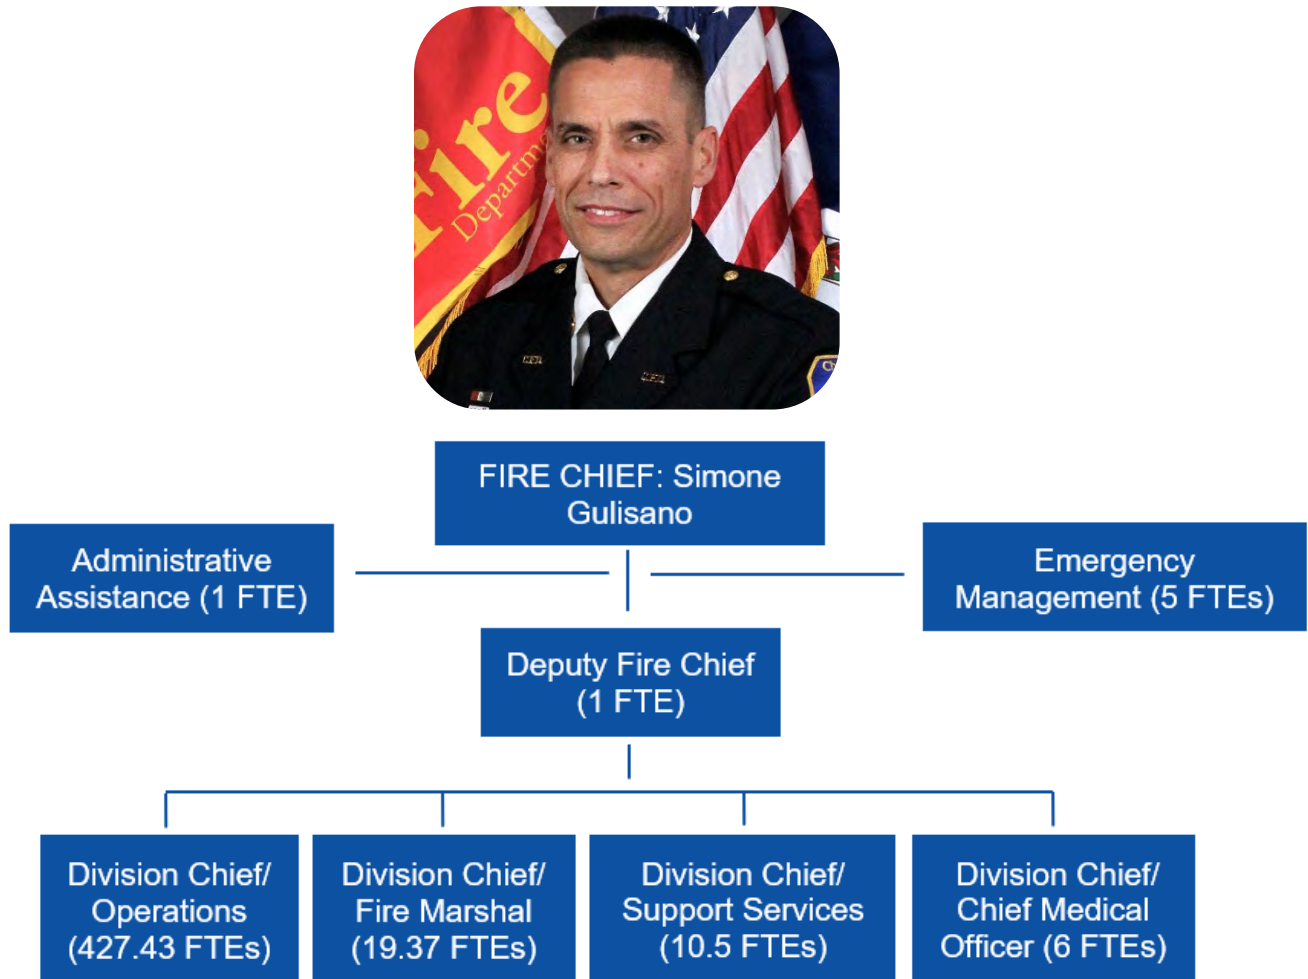 Fire
FIRE CHIEF: Simone
Gulisano
Administrative
Assistance (1 FTE)
Emergency
Management (5 FTEs)
Deputy Fire Chief
(1 FTE)
Division Chief/
Operations
(427.43 FTEs)
Division Chief/
Fire Marshal
(19.37 FTEs)
Division Chief/
Support Services
(10.5 FTEs)
Division Chief/
Chief Medical
Officer (6 FTEs)